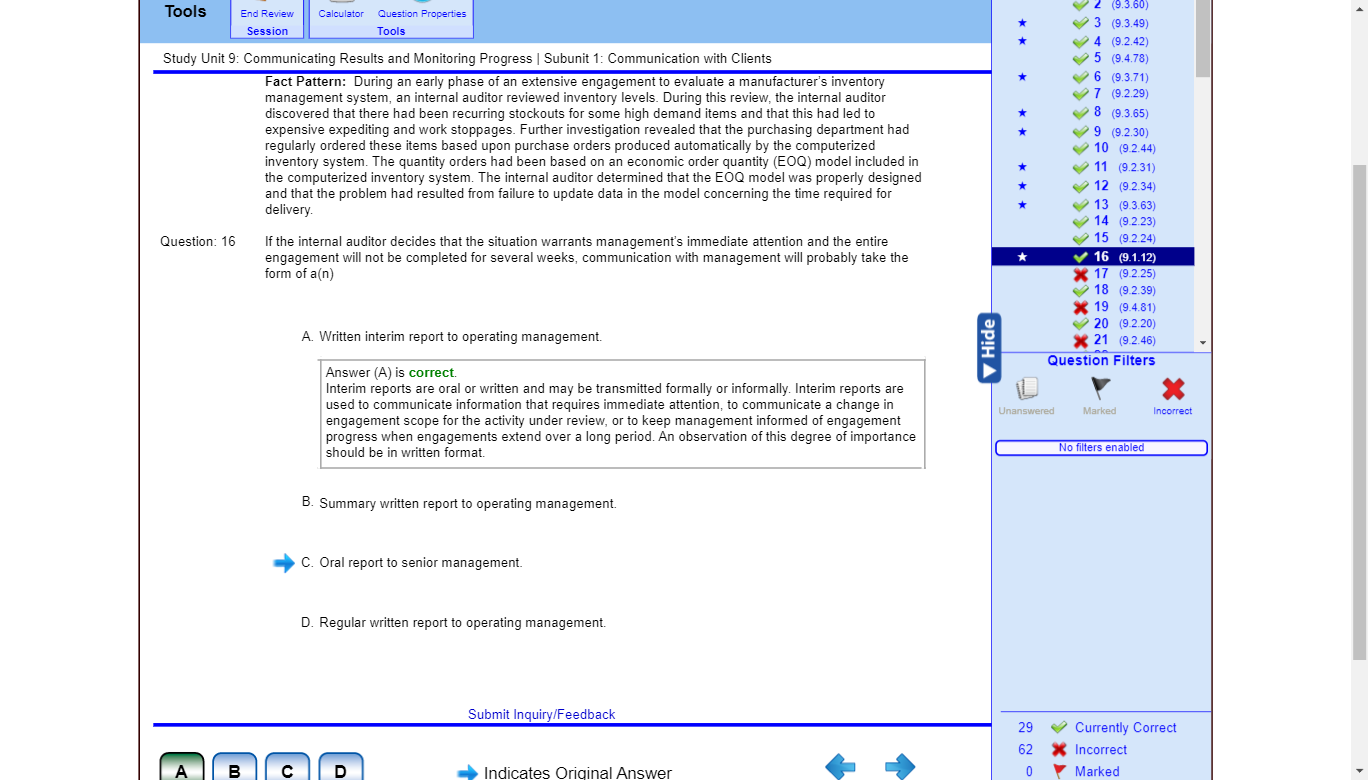 Tools
End Review
Session
Calculator Question Properties
Tools
Study Unit 9: Communicating Results and Monitoring Progress | Subunit 1: Communication with Clients
Fact Pattern: During an early phase of an extensive engagement to evaluate a manufacturer's inventory
management system, an internal auditor reviewed inventory levels. During this review, the internal auditor
discovered that there had been recurring stockouts for some high demand items and that this had led to
expensive expediting and work stoppages. Further investigation revealed that the purchasing department had
regularly ordered these items based upon purchase orders produced automatically by the computerized
inventory system. The quantity orders had been based on an economic order quantity (EOQ) model included in
the computerized inventory system. The internal auditor determined that the EOQ model was properly designed
and that the problem had resulted from failure to update data in the model concerning the time required for
delivery.
Question: 16 If the internal auditor decides that the situation warrants management's immediate attention and the entire
engagement will not be completed for several weeks, communication with management will probably take the
form of a(n)
A. Written interim report to operating management.
Answer (A) is correct.
Interim reports are oral or written and may be transmitted formally or informally. Interim reports are
used to communicate information that requires immediate attention, to communicate a change in
engagement scope for the activity under review, or to keep management informed of engagement
progress when engagements extend over a long period. An observation of this degree of importance
should be in written format.
B. Summary written report to operating management.
C. Oral report to senior management.
D. Regular written report to operating management.
Submit Inquiry/Feedback
A B C D Indicates Original Answer
2 (9.3.60)
3 (9.3.49)
4 (9.2.42)
5 (9.4.78)
6 (9.3.71)
7 (9.2.29)
8 (9.3.65)
9 (9.2.30)
10 (9.2.44)
11 (9.2.31)
12 (9.2.34)
13 (9.3.63)
14 (9.2.23)
15 (9.2.24)
16 (9.1.12)
17 (9.2.25)
18 (9.2.39)
19 (9.4.81)
20 (9.2.20)
21 (9.2.46)
Hide
Question Filters
Unanswered Marked Incorrect
No filters enabled
29 Currently Correct
62 Incorrect
0 Marked